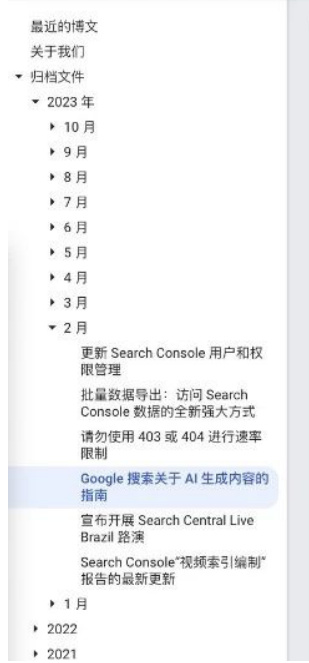 最近的博文
关于我们
归档文件
2023 年
10 月
9 月
8 月
7 月
6 月
5 月
4 月
3 月
2 月
更新 Search Console 用户和权
限管理
批量数据导出：访问 Search
Console 数据的全新强大方式
请勿使用 403 或 404 进行速率
限制
Google 搜索关于 AI 生成内容的
指南
宣布开展 Search Central Live
Brazil 路演
Search Console“视频索引编制”
报告的最新更新
1 月
2022
2021